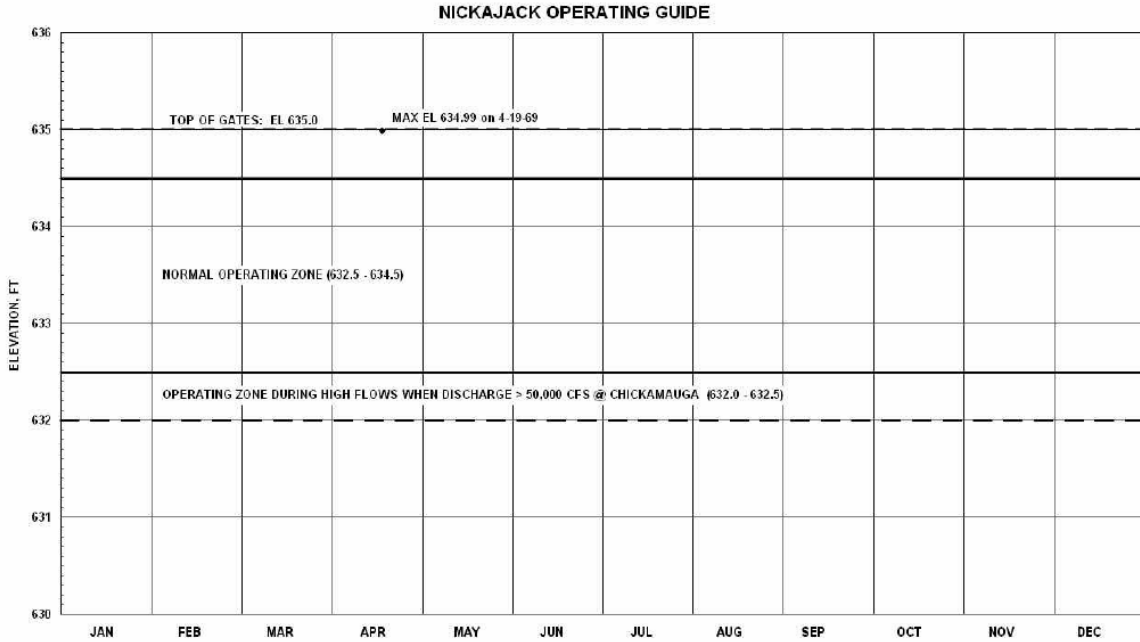 NICKAJACK OPERATING GUIDE
636
TOP OF GATES: EL 635.0
MAX EL 634.99 on 4-19-69
635
634
NORMAL OPERATING ZONE (632.5 - 634.5)
ELEVATION, FT
633
OPERATING ZONE DURING HIGH FLOWS WHEN DISCHARGE > 50,000 CFS @ CHICKAMAUGA (632.0 - 632.5)
632
631
630
JAN FEB MAR APR MAY JUN JUL AUG SEP OCT NOV DEC